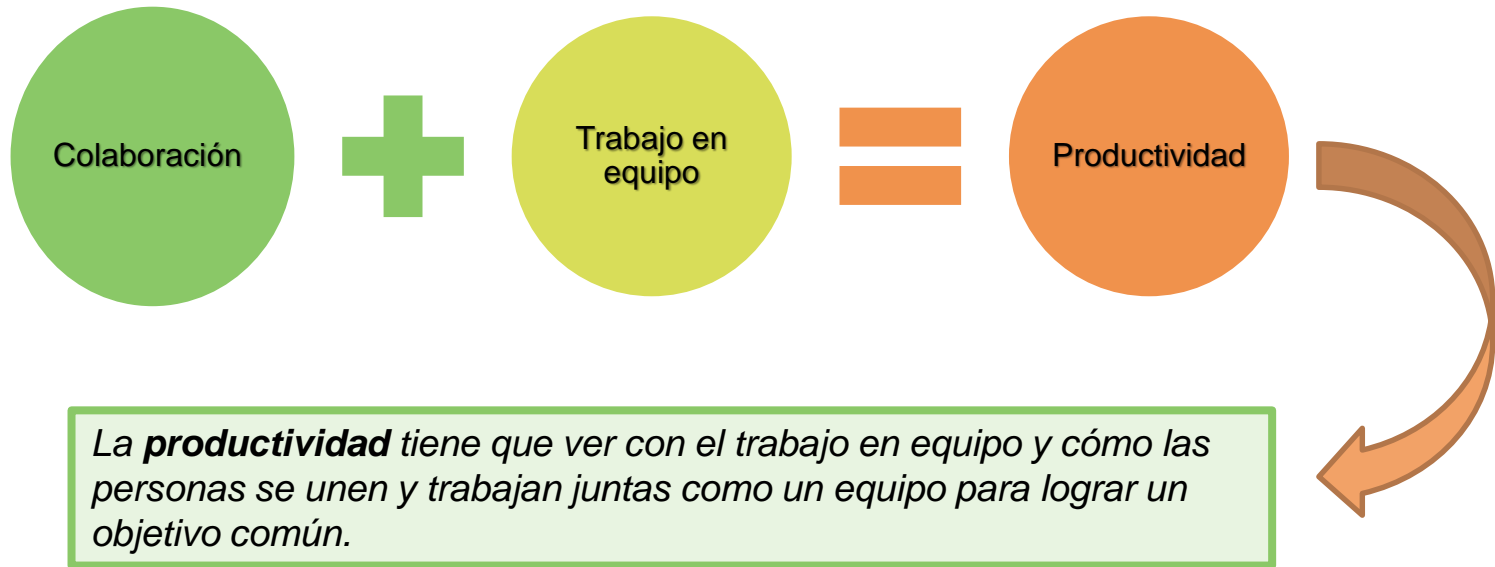 Colaboración
Trabajo en
equipo
Productividad
La productividad tiene que ver con el trabajo en equipo y cómo las
personas se unen y trabajan juntas como un equipo para lograr un
objetivo común.